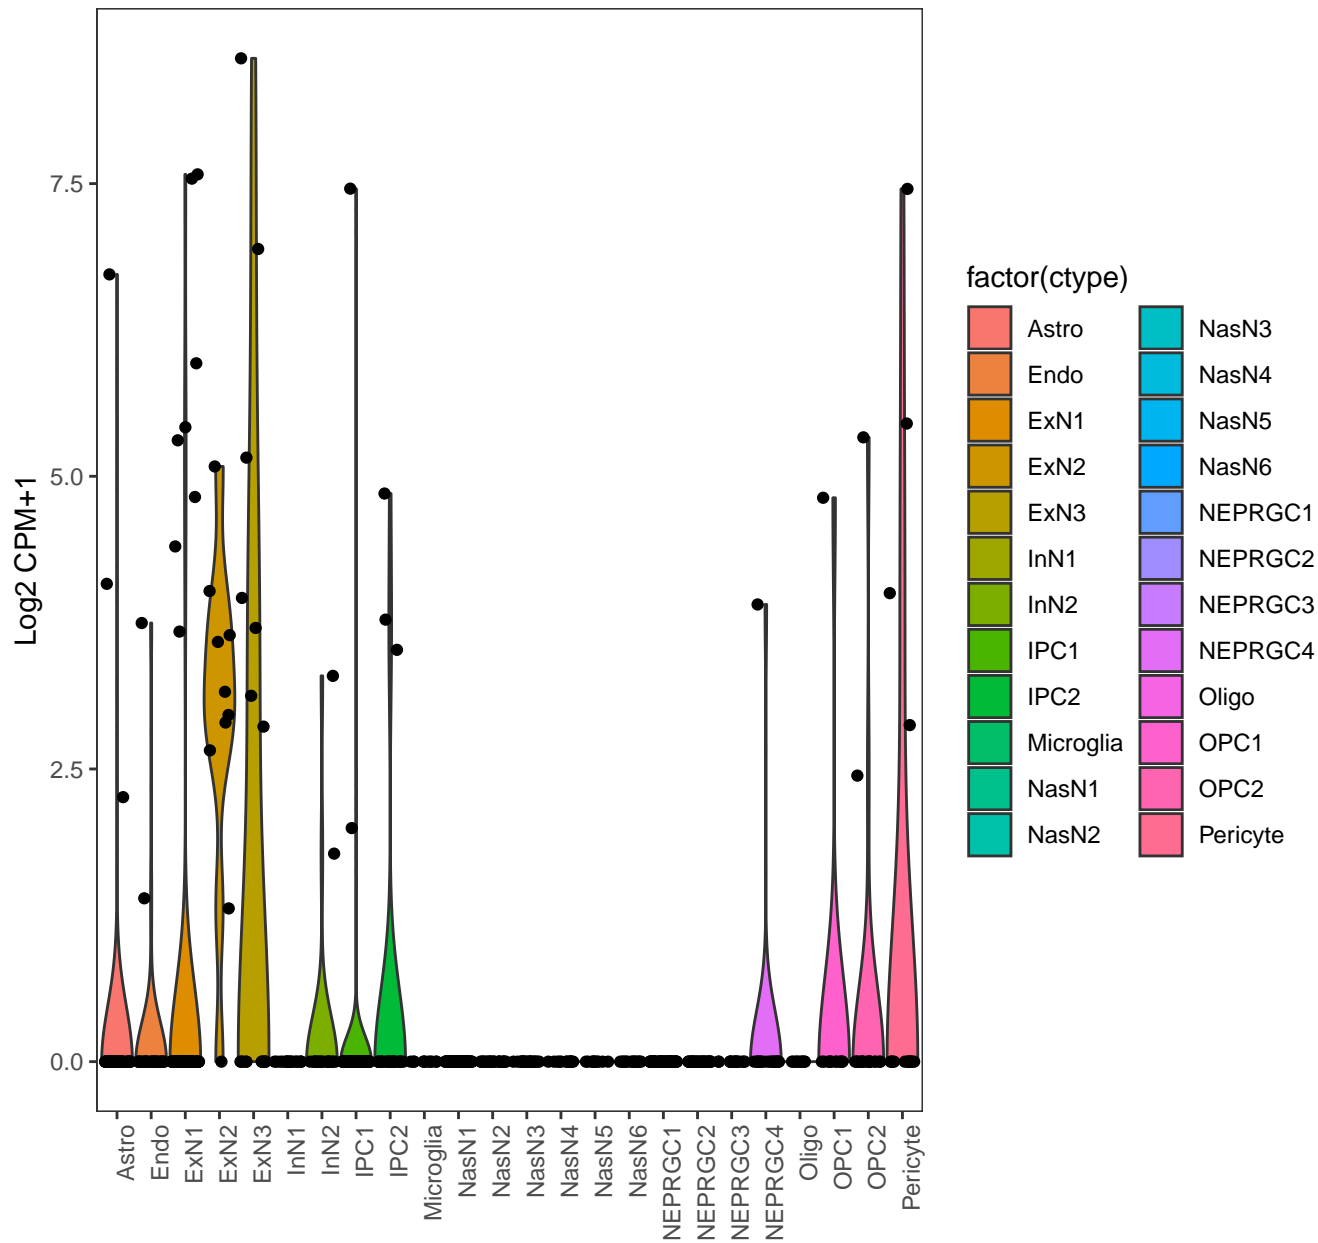 Log2 CPM+1
7.5
5.0
2.5
0.0
Astro
Endo
ExN1
ExN2
ExN3
InN1
InN2
IPC1
IPC2
Microglia
NasN1
NasN2
NasN3
NasN4
NasN5
NasN6
NEPRGC1
NEPRGC2
NEPRGC3
NEPRGC4
Oligo
OPC1
OPC2
Pericyte
factor(ctype)
Astro
Endo
ExN1
ExN2
ExN3
InN1
InN2
IPC1
IPC2
Microglia
NasN1
NasN2
NasN3
NasN4
NasN5
NasN6
NEPRGC1
NEPRGC2
NEPRGC3
NEPRGC4
Oligo
OPC1
OPC2
Pericyte